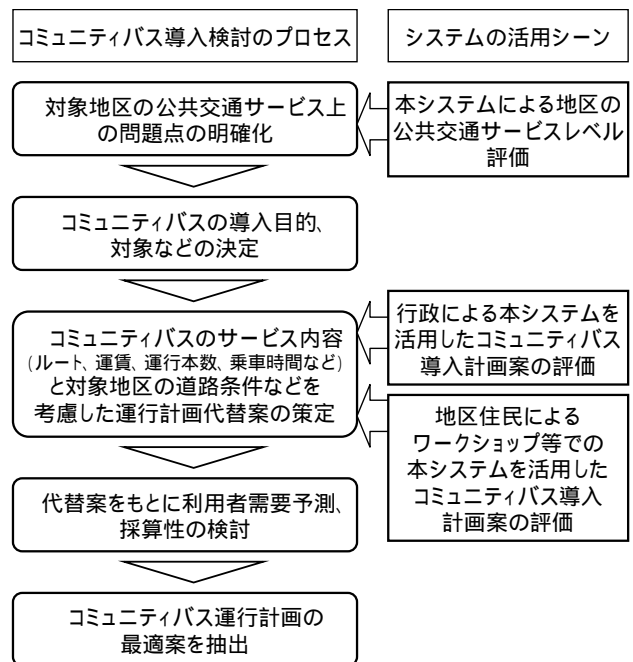 コミュニティバス導入検討のプロセス
システムの活用シーン
対象地区の公共交通サービス上
の問題点の明確化
本システムによる地区の
公共交通サービスレベル
評価
コミュニティバスの導入目的、
対象などの決定
コミュニティバスのサービス内容
(ルート、運賃、運行本数、乗車時間など)
と対象地区の道路条件などを
考慮した運行計画代替案の策定
行政による本システムを
活用したコミュニティバス
導入計画案の評価
地区住民による
ワークショップ等での
本システムを活用した
コミュニティバス導入
計画案の評価
代替案をもとに利用者需要予測、
採算性の検討
コミュニティバス運行計画の
最適案を抽出